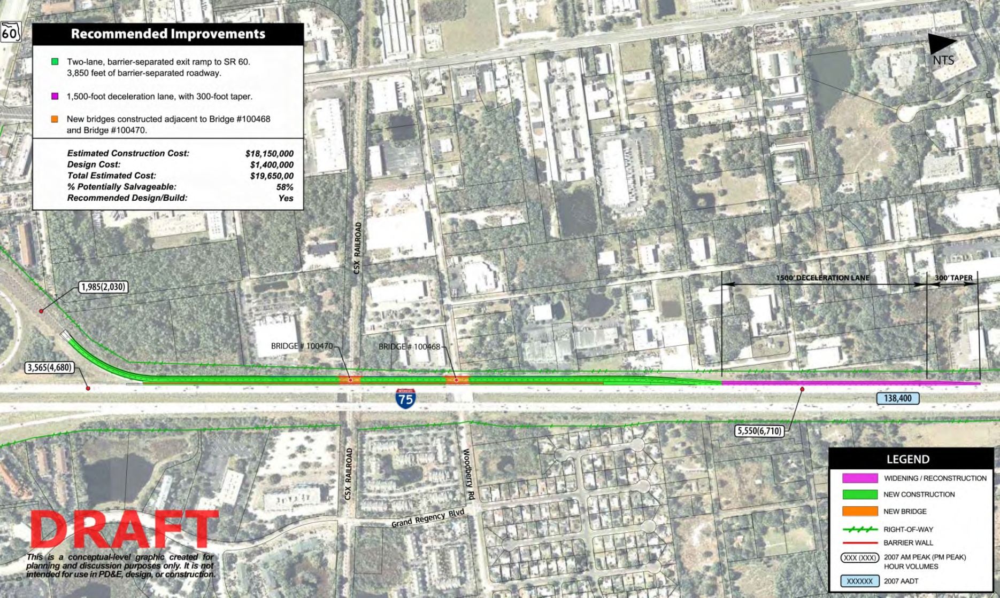 60
Recommended Improvements
Two-lane, barrier-separated exit ramp to SR 60.
3,850 feet of barrier-separated roadway.
1,500-foot deceleration lane, with 300-foot taper.
New bridges constructed adjacent to Bridge #100468
and Bridge #100470.
Estimated Construction Cost: $18,150,000
Design Cost: $1,400,000
Total Estimated Cost: $19,650,00
% Potentially Salvageable: 58%
Recommended Design/Build: Yes
NTS
CSX RAILROAD
1500' DECELERATION LANE
300' TAPER
1,985(2,030)
BRIDGE # 100470
BRIDGE # 100468
3,565(4,680)
INTERSTATE
75
138,400
5,550(6,710)
CSX RAILROAD
Woodberry Rd
Grand Regency Blvd
DRAFT
This is a conceptual-level graphic created for
planning and discussion purposes only. It is not
intended for use in PD&E, design, or construction.
LEGEND
WIDENING / RECONSTRUCTION
NEW CONSTRUCTION
NEW BRIDGE
RIGHT-OF-WAY
BARRIER WALL
XXX (XXX) 2007 AM PEAK (PM PEAK)
HOUR VOLUMES
XXXXXX 2007 AADT